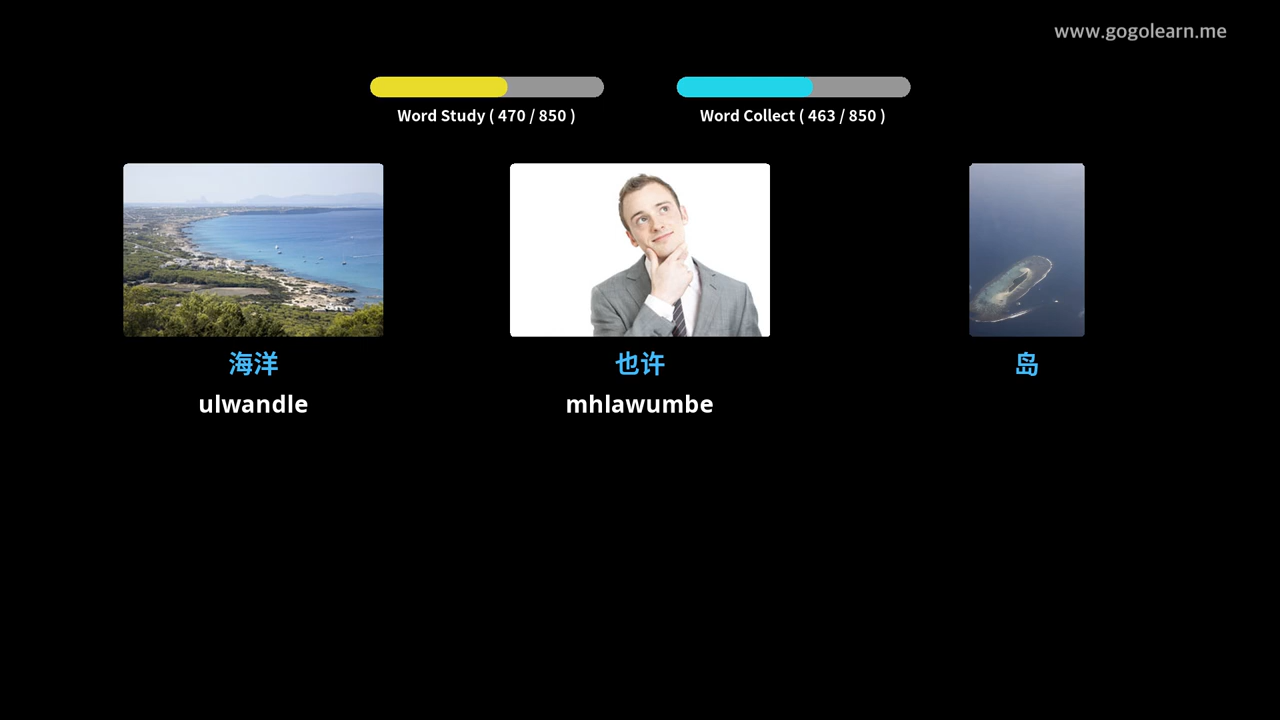 www.gogolearn.me
Word Study ( 470 / 850 )
Word Collect ( 463 / 850 )
海洋
ulwandle
也许
mhlawumbe
岛